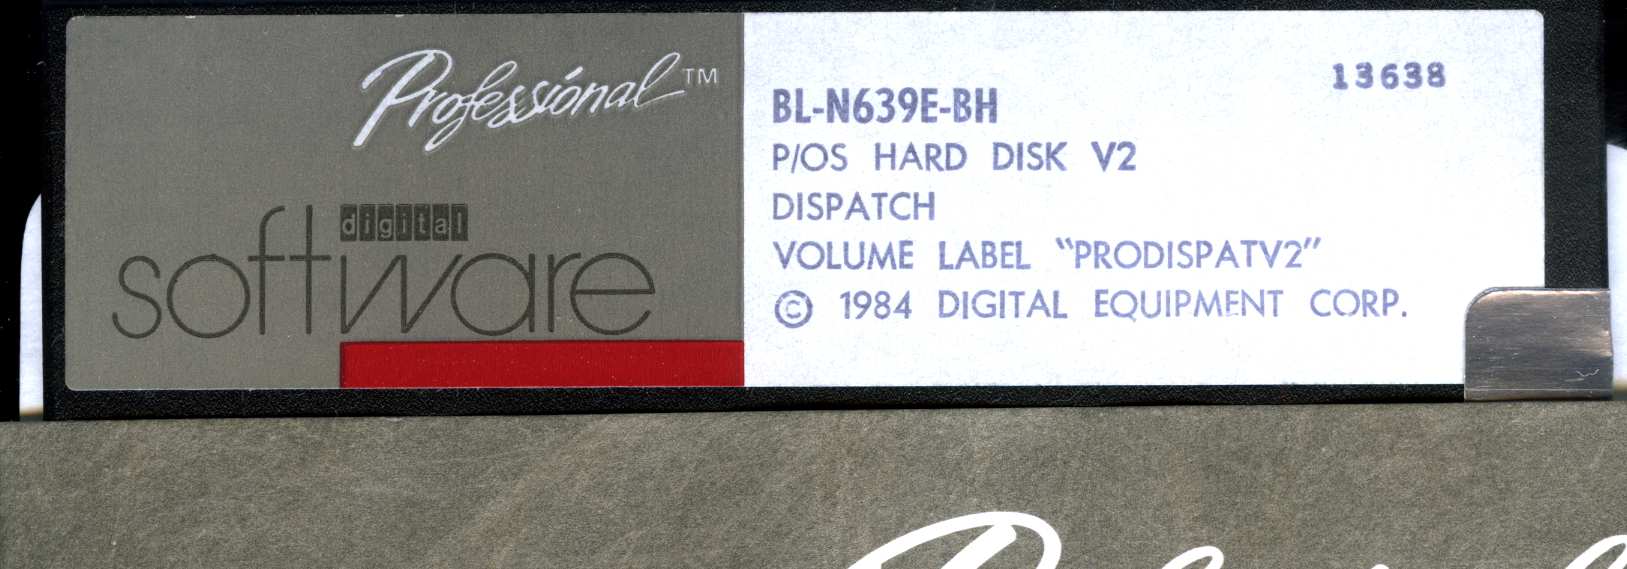 Professional™
digital
software
13638
BL-N639E-BH
P/OS HARD DISK V2
DISPATCH
VOLUME LABEL "PRODISPATV2"
© 1984 DIGITAL EQUIPMENT CORP.